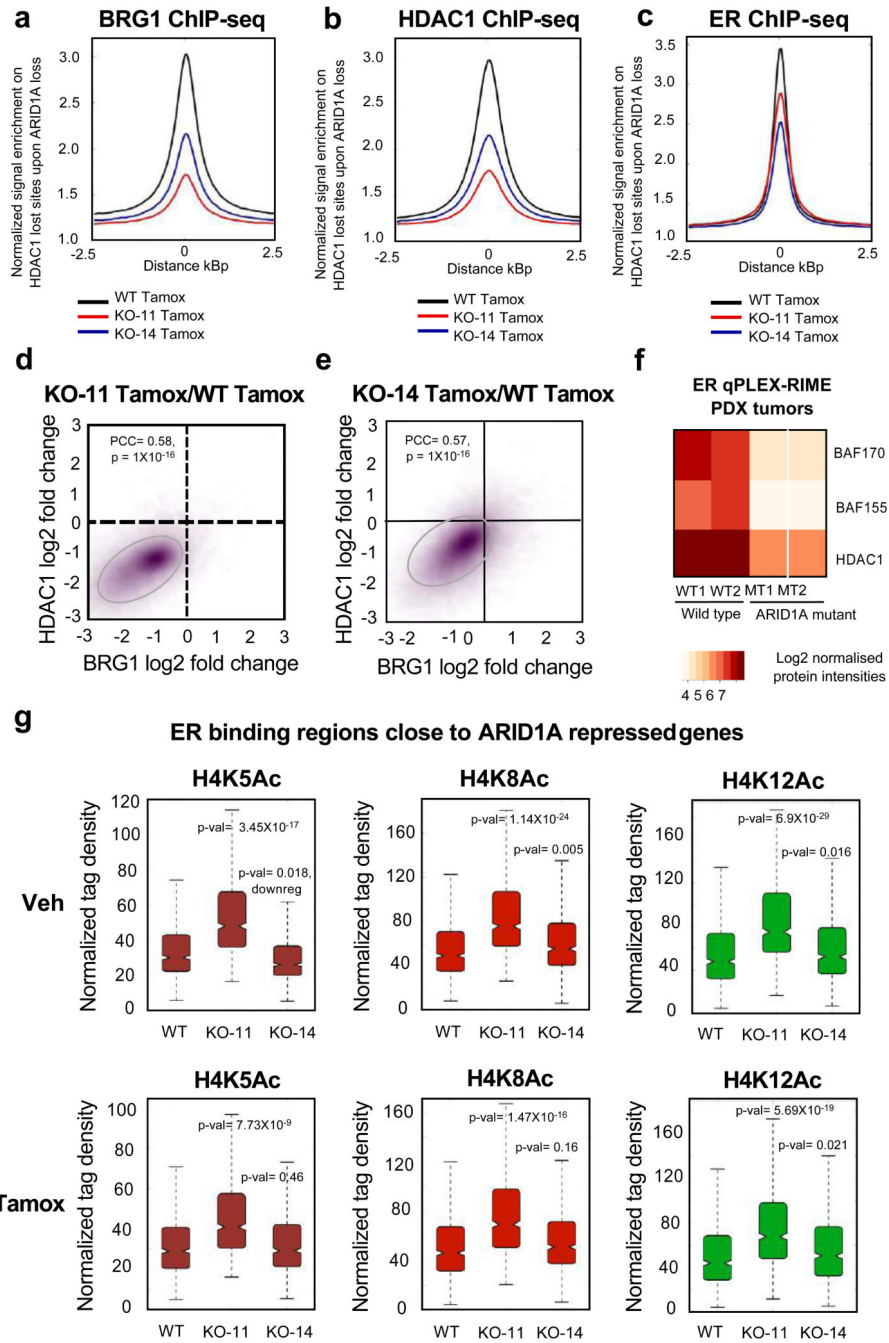 a
BRG1 ChIP-seq
Normalized signal enrichment on
HDAC1 lost sites upon ARID1A loss
3.0
2.5
2.0
1.5
1.0
-2.5
0
2.5
Distance kBp
WT Tamox
KO-11 Tamox
KO-14 Tamox
b
HDAC1 ChIP-seq
Normalized signal enrichment on
HDAC1 lost sites upon ARID1A loss
3.0
2.5
2.0
1.5
1.0
-2.5
0
2.5
Distance kBp
WT Tamox
KO-11 Tamox
KO-14 Tamox
c
ER ChIP-seq
Normalized signal enrichment on
HDAC1 lost sites upon ARID1A loss
3.5
3.0
2.5
2.0
1.5
1.0
-2.5
0
2.5
Distance kBp
WT Tamox
KO-11 Tamox
KO-14 Tamox
d
KO-11 Tamox/WT Tamox
HDAC1 log2 fold change
PCC= 0.58,
p = 1X10-16
3
2
1
0
-1
-2
-3
-3 -2 -1 0 1 2 3
BRG1 log2 fold change
e
KO-14 Tamox/WT Tamox
HDAC1 log2 fold change
PCC= 0.57,
p = 1X10-16
3
2
1
0
-1
-2
-3
-3 -2 -1 0 1 2 3
BRG1 log2 fold change
f
ER qPLEX-RIME
PDX tumors
BAF170
BAF155
HDAC1
WT1 WT2 MT1 MT2
Wild type ARID1A mutant
4 5 6 7
Log2 normalised
protein intensities
g
ER binding regions close to ARID1A repressedgenes
Veh
H4K5Ac
Normalized tag density
120
100
80
60
40
20
0
p-val= 3.45X10-17
p-val= 0.018,
downreg
WT KO-11 KO-14
H4K8Ac
Normalized tag density
160
120
80
40
0
p-val= 1.14X10-24
p-val= 0.005
WT KO-11 KO-14
H4K12Ac
Normalized tag density
160
120
80
40
0
p-val= 6.9X10-29
p-val= 0.016
WT KO-11 KO-14
Tamox
H4K5Ac
Normalized tag density
100
80
60
40
20
0
p-val= 7.73X10-9
p-val= 0.46
WT KO-11 KO-14
H4K8Ac
Normalized tag density
160
120
80
40
0
p-val= 1.47X10-16
p-val= 0.16
WT KO-11 KO-14
H4K12Ac
Normalized tag density
160
120
80
40
0
p-val= 5.69X10-19
p-val= 0.021
WT KO-11 KO-14